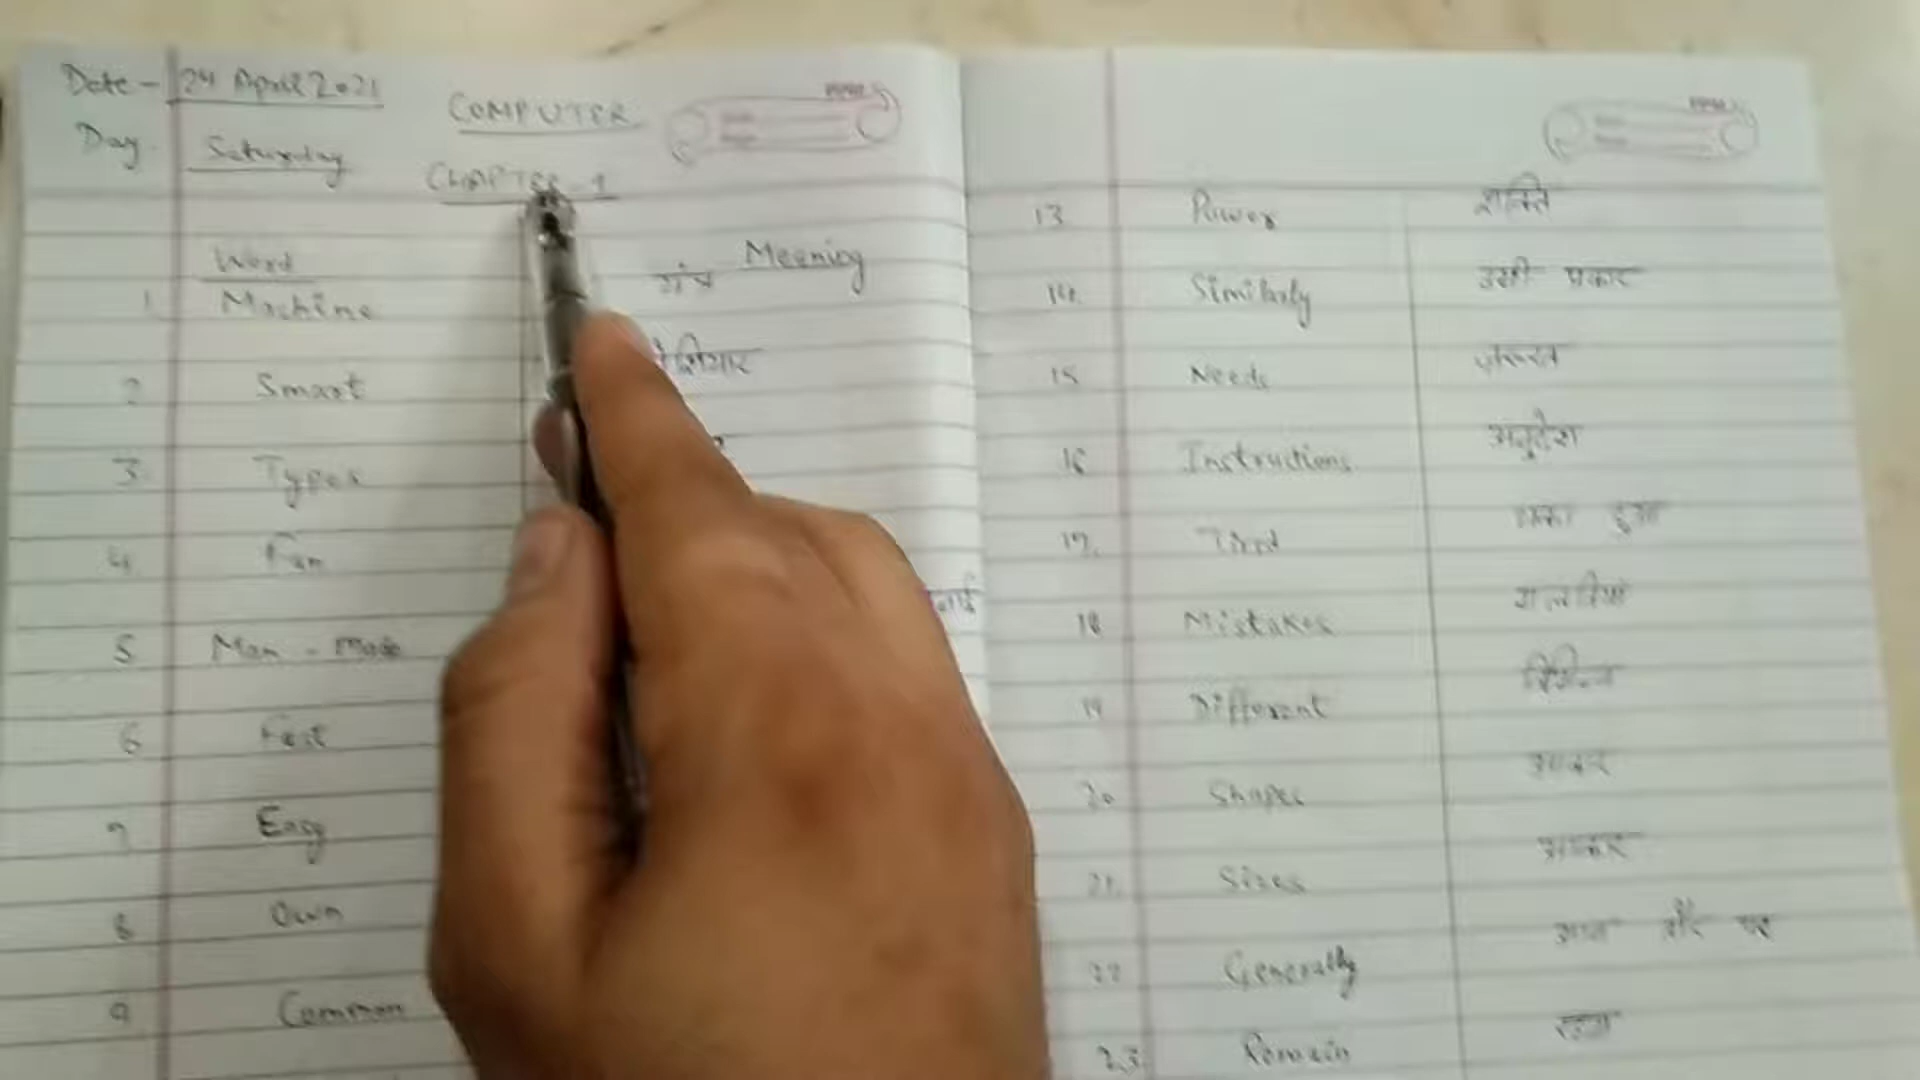 Date - 24 April 2021
COMPUTER
Day Saturday
CHAPTER - 1
Word Meening
1. Machine यंत्र
2 Smart
3 Types
4 Fan
5 Man - Made
6 Fast
7 Easy
8 Own
9 Common
13 Power शक्ति
14. Similarly उसी प्रकार
15 Needs जरूरत
16 Instructions अनुदेश
17. Tired थका हुआ
18 Mistakes गलतियां
19 Different विभिन्न
20 Shapes आकार
21. Sizes आकार
22 Generally आम तौर पर
23 Remain रहना